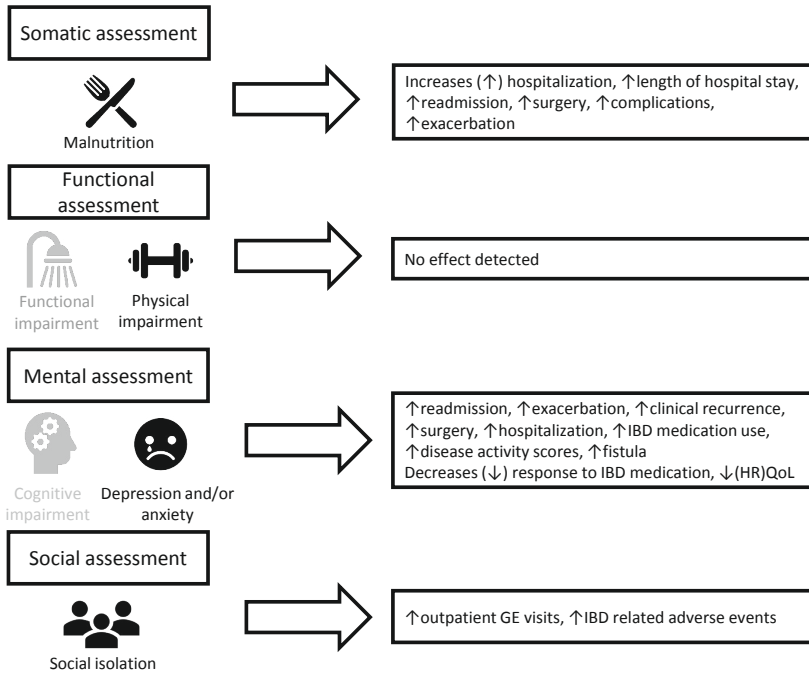 Somatic assessment
Malnutrition
Increases (↑) hospitalization, ↑length of hospital stay,
↑readmission, ↑surgery, ↑complications,
↑exacerbation
Functional
assessment
Functional
impairment
Physical
impairment
No effect detected
Mental assessment
Cognitive
impairment
Depression and/or
anxiety
↑readmission, ↑exacerbation, ↑clinical recurrence,
↑surgery, ↑hospitalization, ↑IBD medication use,
↑disease activity scores, ↑fistula
Decreases (↓) response to IBD medication, ↓(HR)QoL
Social assessment
Social isolation
↑outpatient GE visits, ↑IBD related adverse events